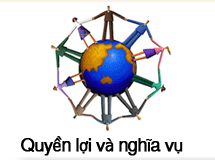 Quyền lợi và nghĩa vụ